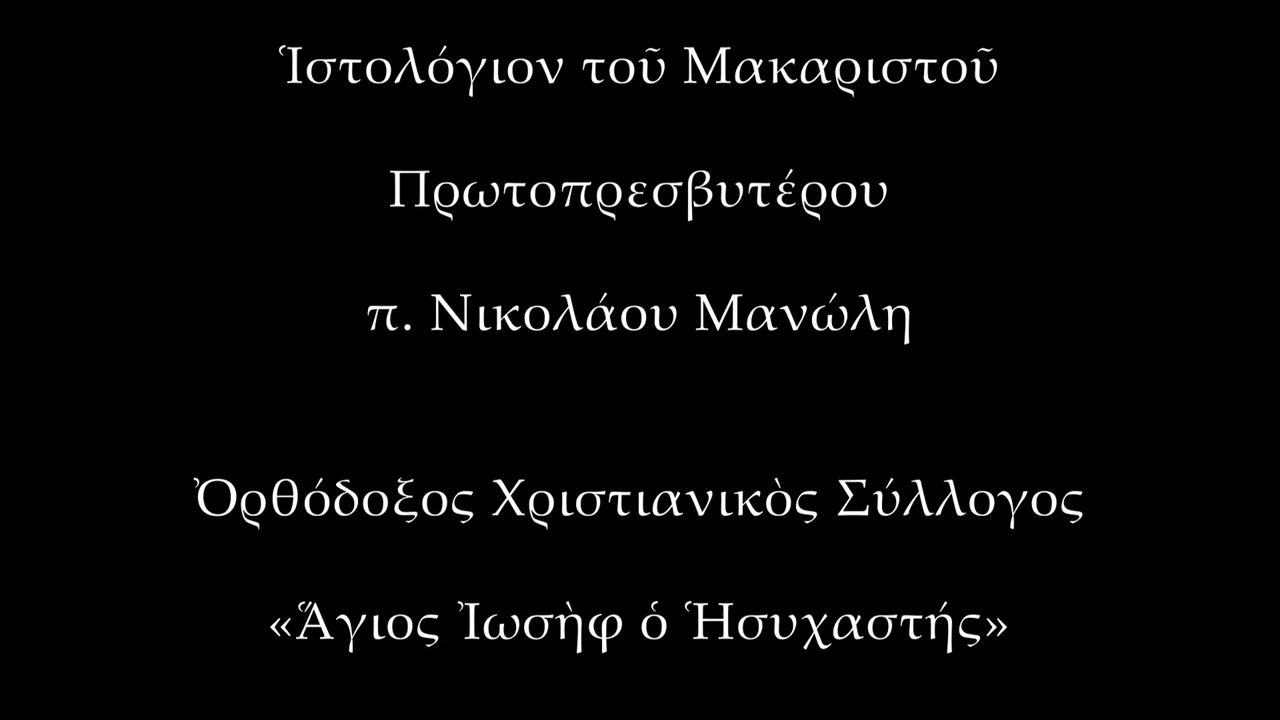 Ἱστολόγιον τοῦ Μακαριστοῦ
Πρωτοπρεσβυτέρου
π. Νικολάου Μανώλη
Ὀρθόδοξος Χριστιανικὸς Σύλλογος
«Ἅγιος Ἰωσὴφ ὁ Ἡσυχαστής»